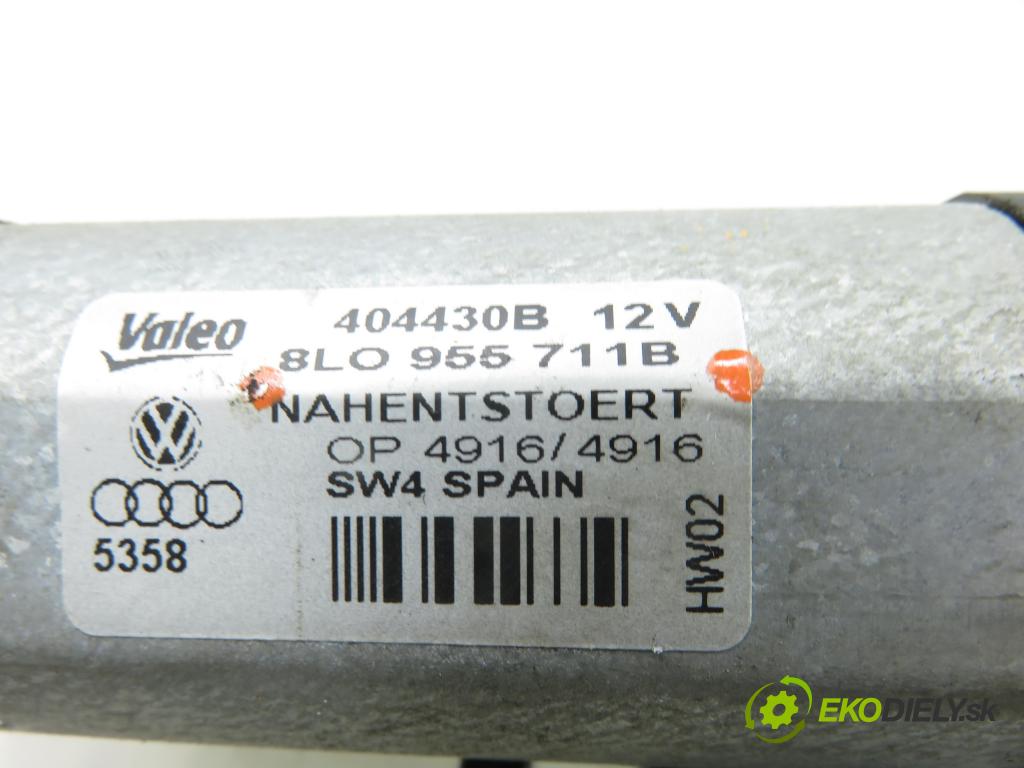 Valeo 404430B 12V
8L0 955 711B
NAHENTSTOERT
OP 4916/4916
SW4 SPAIN
5358
HW02
EKODIELY.sk